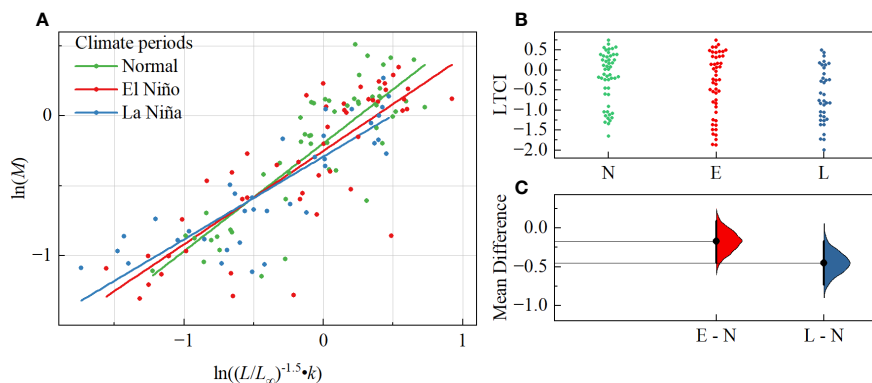 A
Climate periods
Normal
El Niño
La Niña
0
−1
ln(M)
−1
0
1
ln((L/L∞)^-1.5•k)
B
0.5
0.0
−0.5
−1.0
−1.5
−2.0
LTCI
N
E
L
C
0.0
−0.5
−1.0
Mean Difference
E - N
L - N